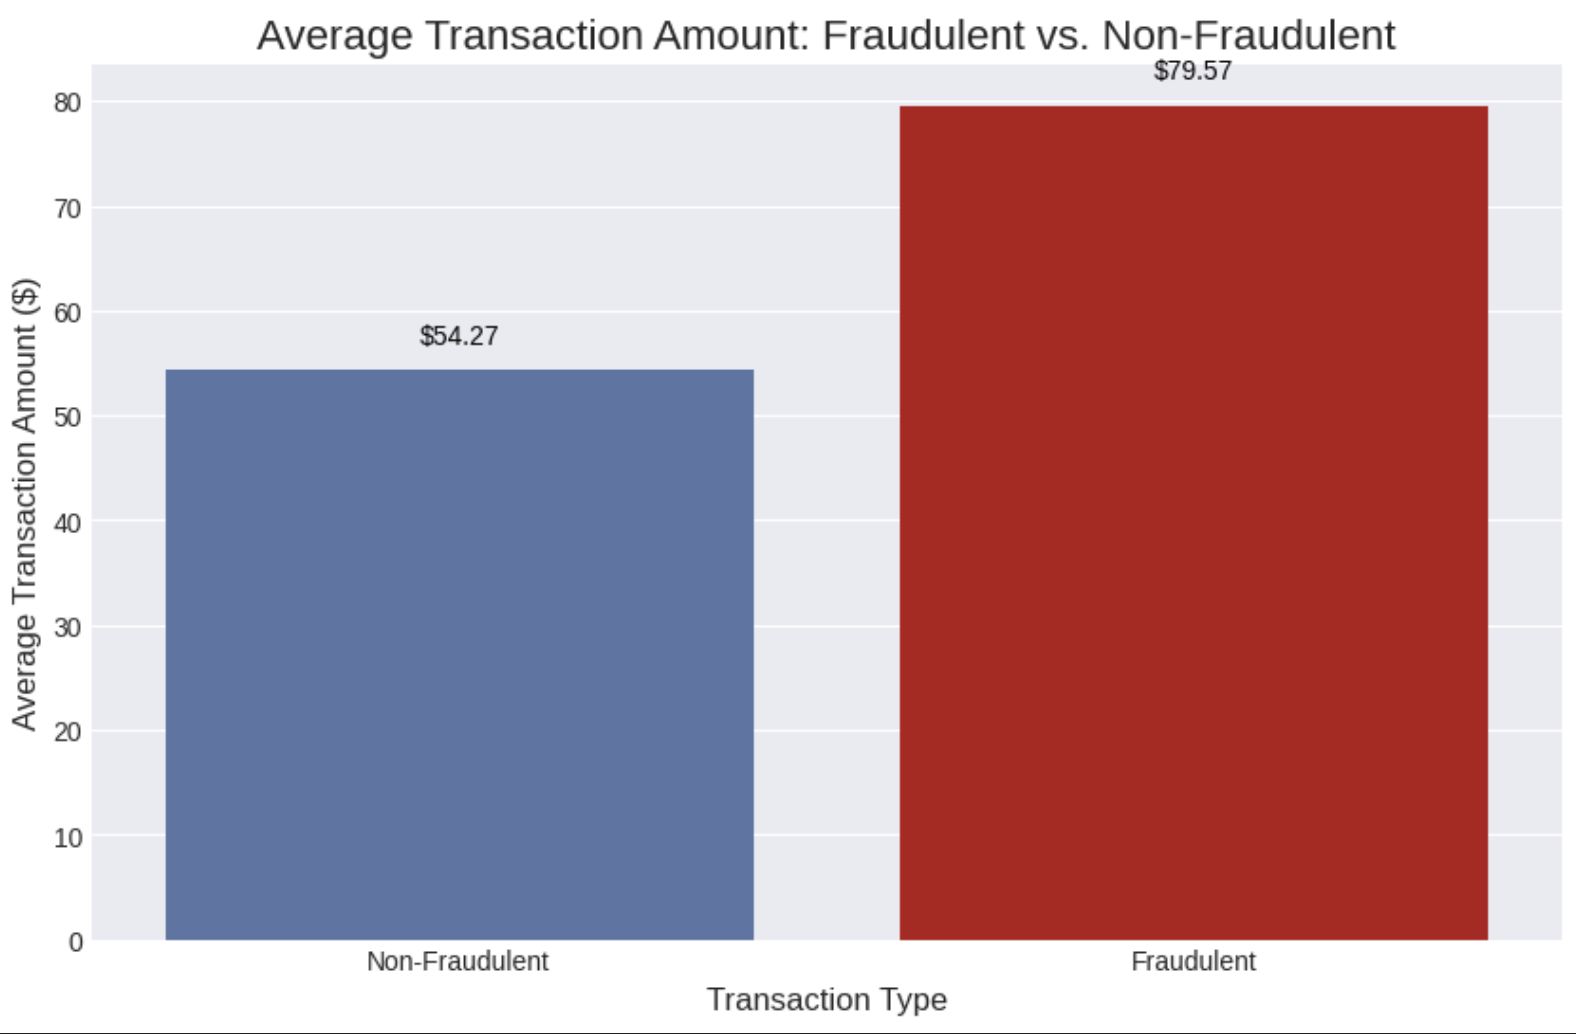 Average Transaction Amount: Fraudulent vs. Non-Fraudulent
$79.57
80
70
60
$54.27
50
40
30
20
10
0
Average Transaction Amount ($)
Non-Fraudulent
Fraudulent
Transaction Type